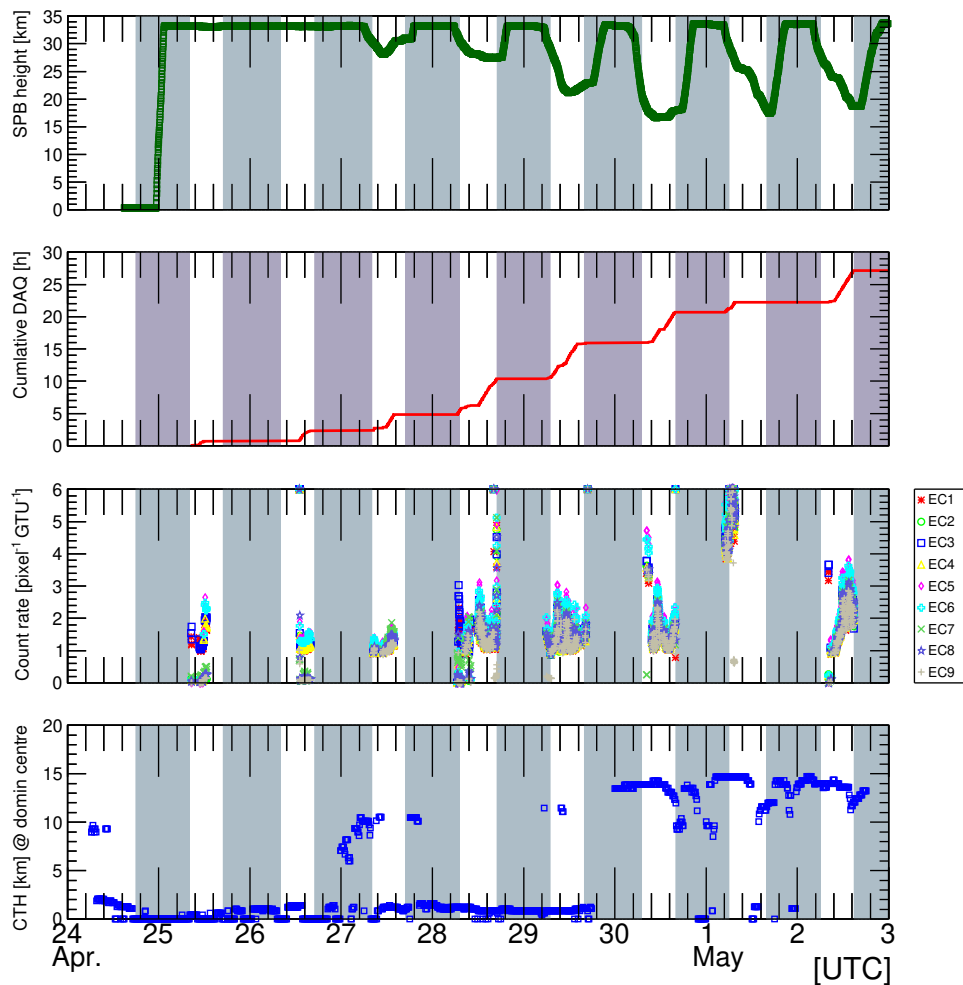 SPB height [km]
35
30
25
20
15
10
5
0
Cumlative DAQ [h]
30
25
20
15
10
5
0
Count rate [pixel⁻¹ GTU⁻¹]
6
5
4
3
2
1
0
EC1
EC2
EC3
EC4
EC5
EC6
EC7
EC8
EC9
CTH [km] @ domin centre
20
15
10
5
0
24 25 26 27 28 29 30 1 2 3
Apr. May [UTC]